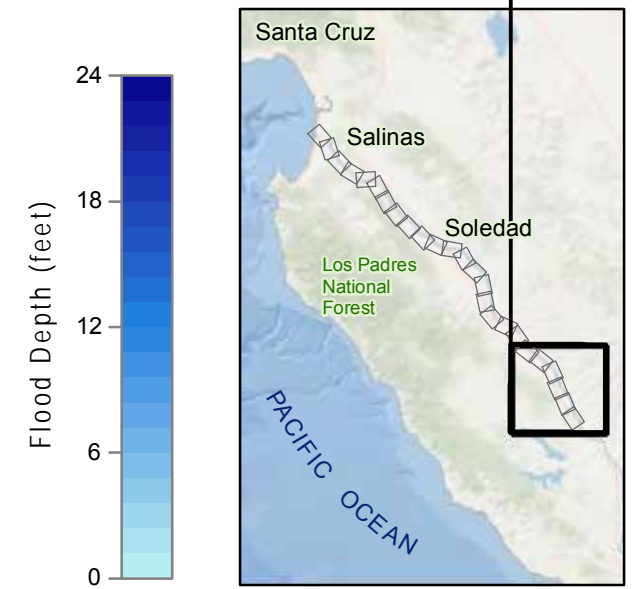 Flood Depth (feet)
24
18
12
6
0
Santa Cruz
Salinas
Soledad
Los Padres
National
Forest
PACIFIC OCEAN